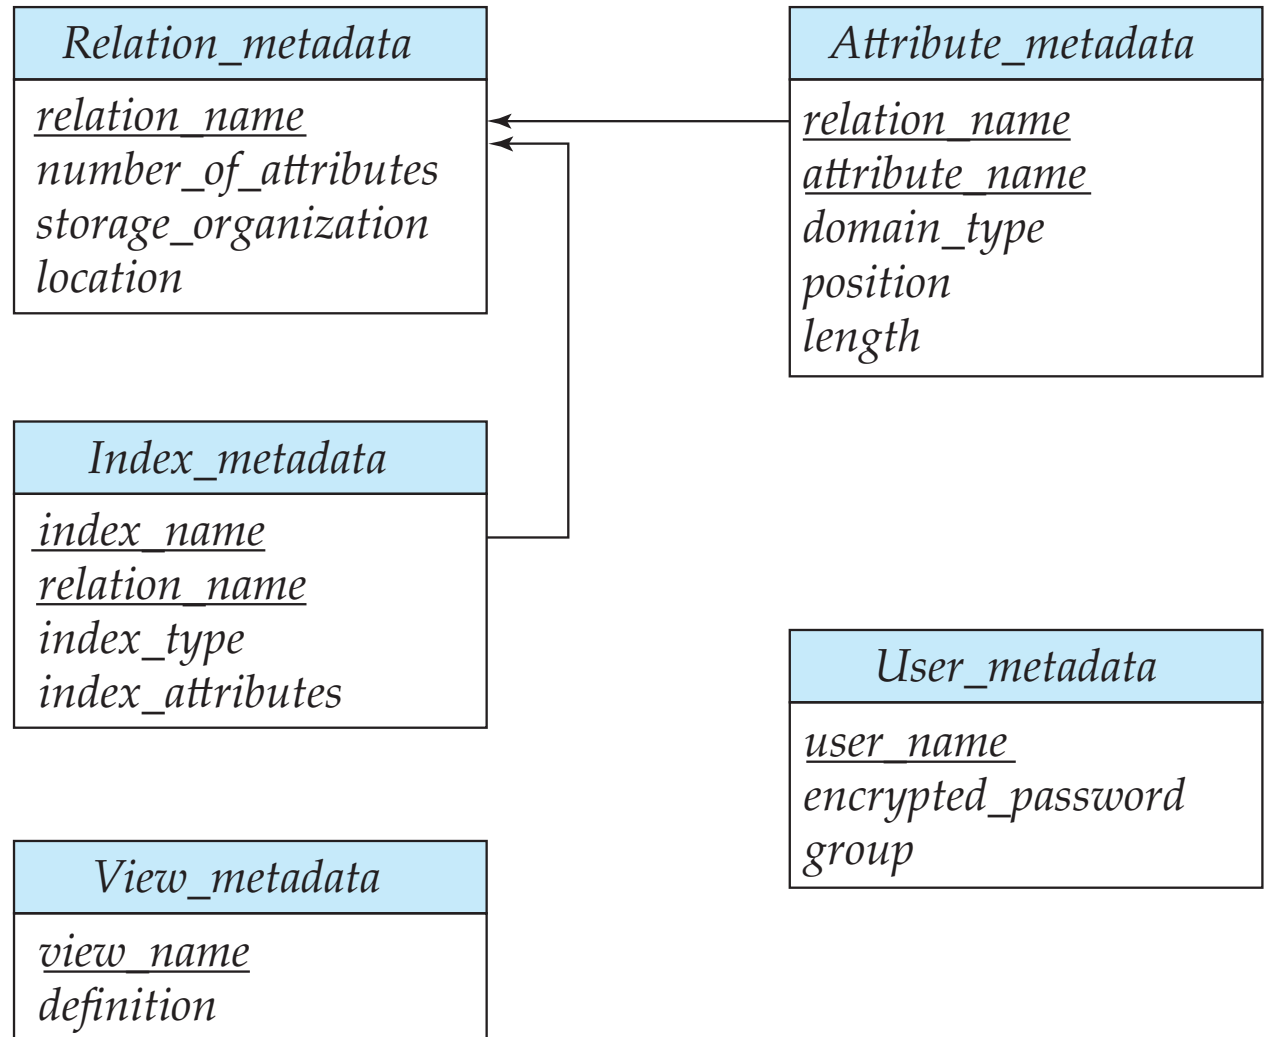 Relation_metadata
relation_name
number_of_attributes
storage_organization
location
Attribute_metadata
relation_name
attribute_name
domain_type
position
length
Index_metadata
index_name
relation_name
index_type
index_attributes
User_metadata
user_name
encrypted_password
group
View_metadata
view_name
definition